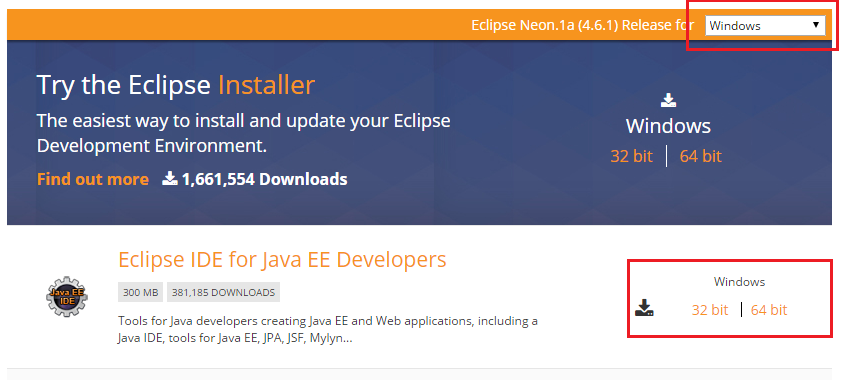 Eclipse Neon.1a (4.6.1) Release for Windows
Try the Eclipse Installer
The easiest way to install and update your Eclipse
Development Environment.
Find out more 1,661,554 Downloads
Windows
32 bit 64 bit
Eclipse IDE for Java EE Developers
300 MB 381,185 DOWNLOADS
Tools for Java developers creating Java EE and Web applications, including a
Java IDE, tools for Java EE, JPA, JSF, Mylyn...
Java EE
IDE
Windows
32 bit 64 bit